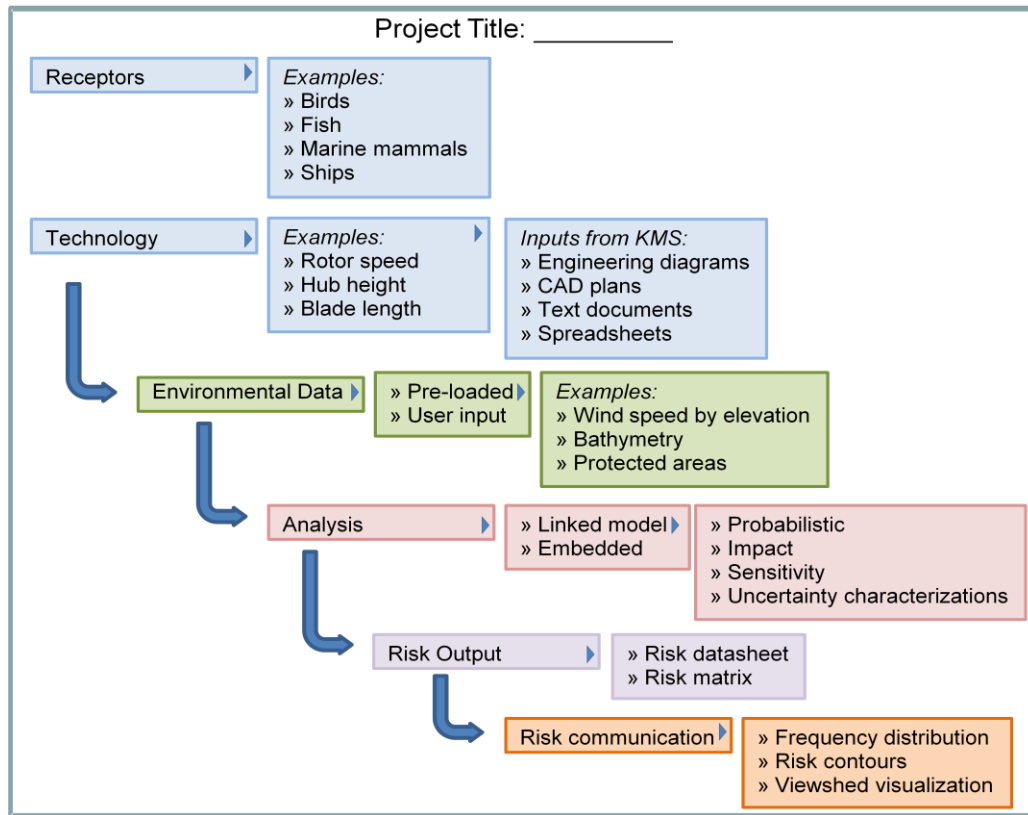 Project Title: __________
Receptors
Examples:
» Birds
» Fish
» Marine mammals
» Ships
Technology
Examples:
» Rotor speed
» Hub height
» Blade length
Inputs from KMS:
» Engineering diagrams
» CAD plans
» Text documents
» Spreadsheets
Environmental Data
» Pre-loaded
» User input
Examples:
» Wind speed by elevation
» Bathymetry
» Protected areas
Analysis
» Linked model
» Embedded
» Probabilistic
» Impact
» Sensitivity
» Uncertainty characterizations
Risk Output
» Risk datasheet
» Risk matrix
Risk communication
» Frequency distribution
» Risk contours
» Viewshed visualization